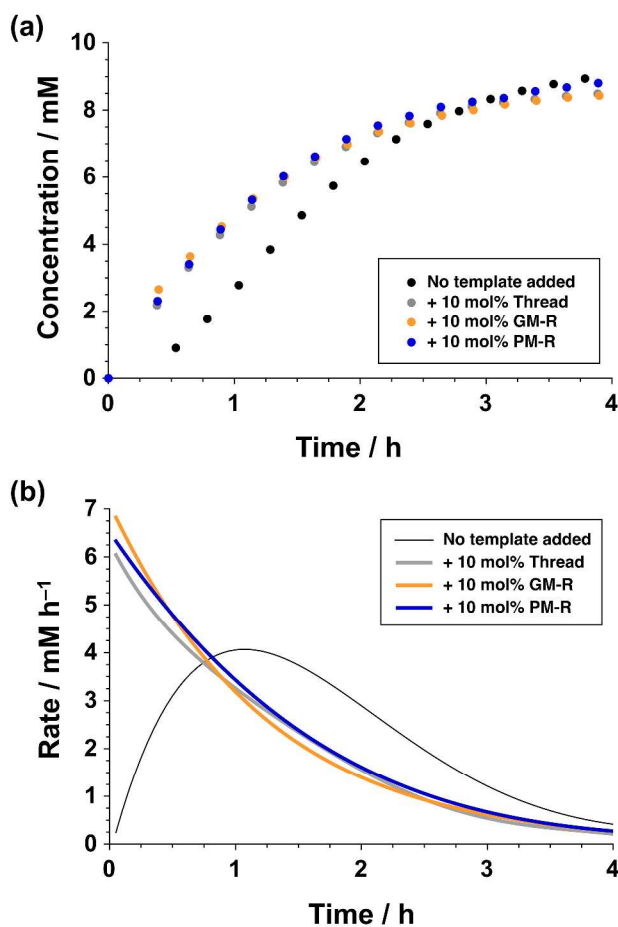 (a)
10
8
6
4
2
0
Concentration / mM
No template added
+ 10 mol% Thread
+ 10 mol% GM-R
+ 10 mol% PM-R
0 1 2 3 4
Time / h
(b)
7
6
5
4
3
2
1
0
Rate / mM h⁻¹
No template added
+ 10 mol% Thread
+ 10 mol% GM-R
+ 10 mol% PM-R
0 1 2 3 4
Time / h